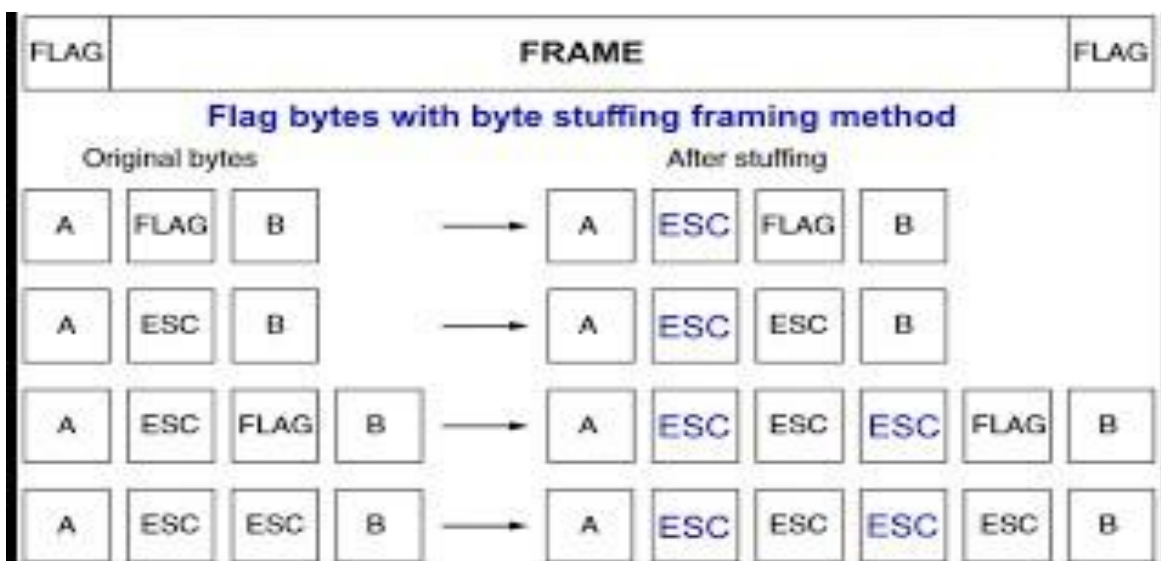 FLAG FRAME FLAG
Flag bytes with byte stuffing framing method
Original bytes After stuffing
A FLAG B A ESC FLAG B
A ESC B A ESC ESC B
A ESC FLAG B A ESC ESC ESC FLAG B
A ESC ESC B A ESC ESC ESC ESC B